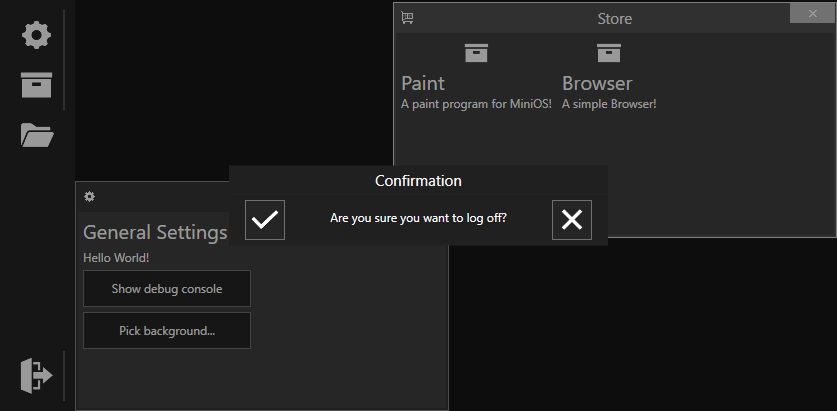 Store
Paint
A paint program for MiniOS!
Browser
A simple Browser!
Confirmation
Are you sure you want to log off?
General Settings
Hello World!
Show debug console
Pick background...